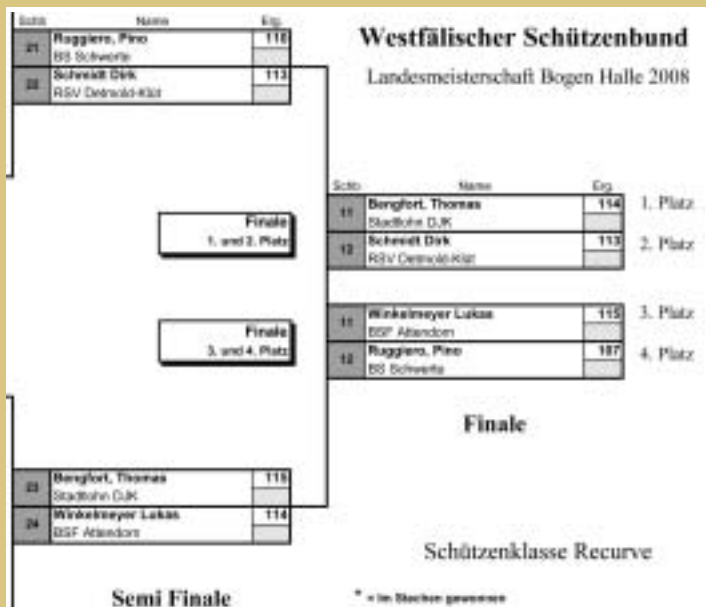 Schb Name Erg.
21 Ruggiero, Pino 110
BS Schwerte
22 Schmidt Dirk 113
RSV Detmold-Klüt
Westfälischer Schützenbund
Landesmeisterschaft Bogen Halle 2008
Schb Name Erg.
11 Bengfort, Thomas 114 1. Platz
Stadtlohn DJK
12 Schmidt Dirk 113 2. Platz
RSV Detmold-Klüt
Finale
1. und 2. Platz
11 Winkelmeyer Lukas 115 3. Platz
BSF Attendorn
12 Ruggiero, Pino 107 4. Platz
BS Schwerte
Finale
3. und 4. Platz
Finale
23 Bengfort, Thomas 115
Stadtlohn DJK
24 Winkelmeyer Lukas 114
BSF Attendorn
Schützenklasse Recurve
Semi Finale
* = im Stechen gewonnen